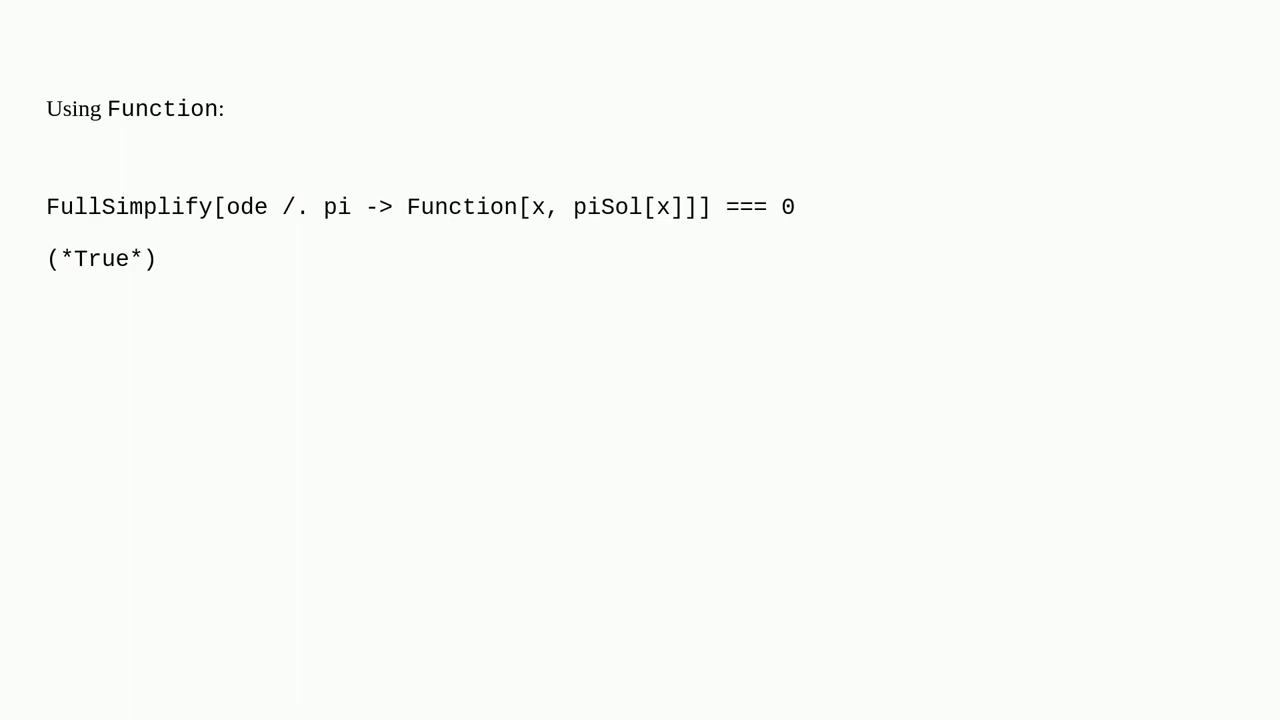 Using Function:
FullSimplify[ode /. pi -> Function[x, piSol[x]]] === 0
(*True*)